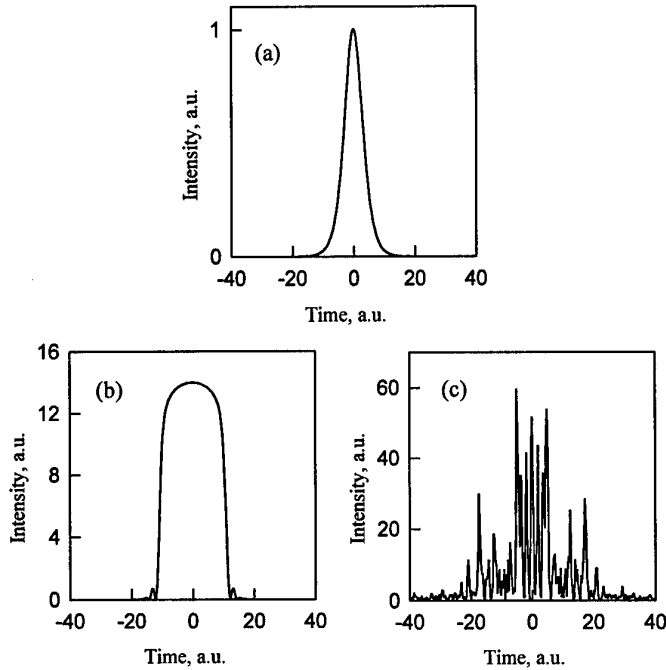 1
(a)
Intensity, a.u.
0
-40 -20 0 20 40
Time, a.u.
16
(b)
12
8
4
0
Intensity, a.u.
-40 -20 0 20 40
Time, a.u.
60
(c)
40
20
0
Intensity, a.u.
-40 -20 0 20 40
Time, a.u.